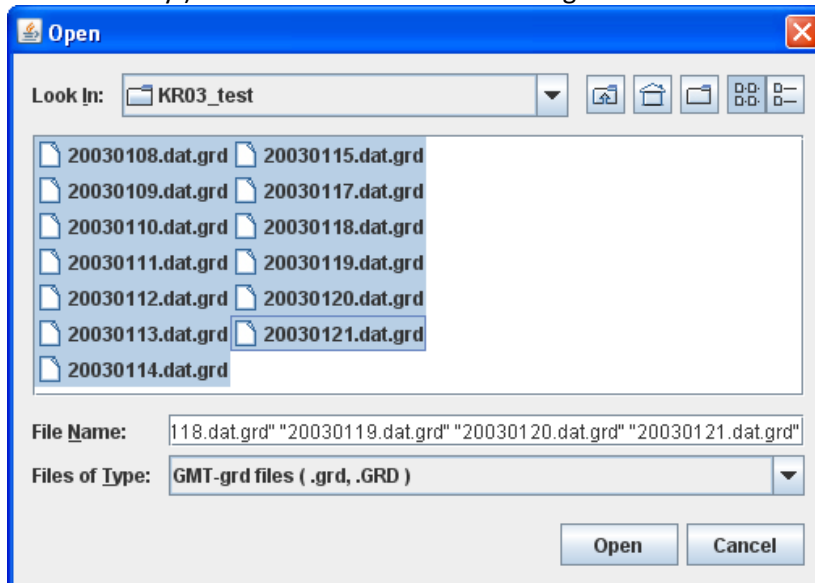 Open
Look In: KR03_test
20030108.dat.grd 20030115.dat.grd
20030109.dat.grd 20030117.dat.grd
20030110.dat.grd 20030118.dat.grd
20030111.dat.grd 20030119.dat.grd
20030112.dat.grd 20030120.dat.grd
20030113.dat.grd 20030121.dat.grd
20030114.dat.grd
File Name: 118.dat.grd" "20030119.dat.grd" "20030120.dat.grd" "20030121.dat.grd"
Files of Type: GMT-grd files ( .grd, .GRD )
Open Cancel